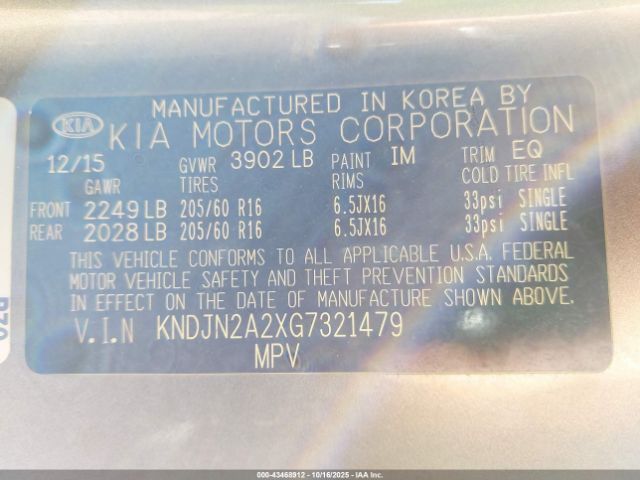 MANUFACTURED IN KOREA BY
KIA KIA MOTORS CORPORATION
12/15 GVWR 3902 LB PAINT IM TRIM EQ
GAWR TIRES RIMS COLD TIRE INFL
FRONT 2249 LB 205/60 R16 6.5JX16 33psi SINGLE
REAR 2028 LB 205/60 R16 6.5JX16 33psi SINGLE
THIS VEHICLE CONFORMS TO ALL APPLICABLE U.S.A. FEDERAL
MOTOR VEHICLE SAFETY AND THEFT PREVENTION STANDARDS
IN EFFECT ON THE DATE OF MANUFACTURE SHOWN ABOVE.
V.I.N KNDJN2A2XG7321479
MPV
000-43468912 | 10/16/2025 - IAAHC